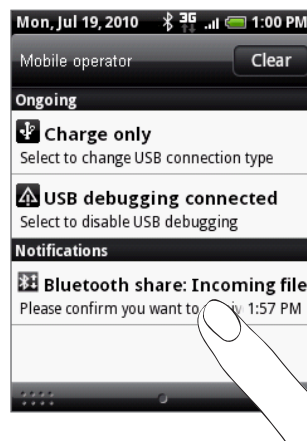 Mon, Jul 19, 2010 3G 1:00 PM
Mobile operator Clear
Ongoing
Charge only
Select to change USB connection type
USB debugging connected
Select to disable USB debugging
Notifications
Bluetooth share: Incoming file
Please confirm you want to 1:57 PM